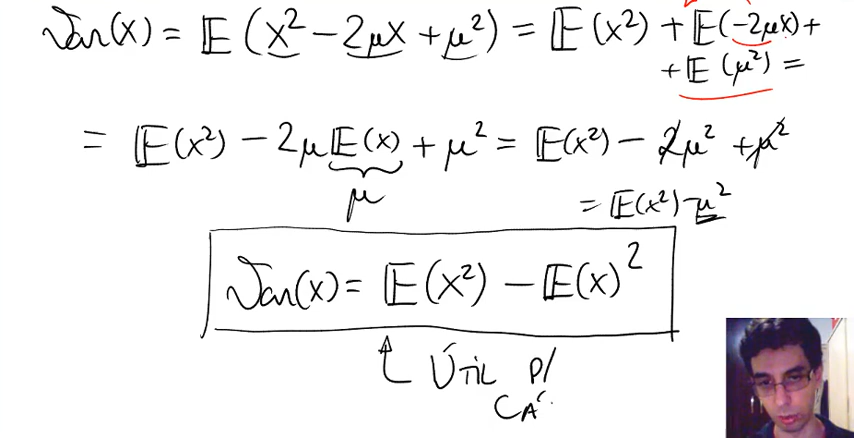 Var(x) = 𝔼(x² − 2μx + μ²) = 𝔼(x²) + 𝔼(−2μx) +
+ 𝔼(μ²) =
= 𝔼(x²) − 2μ𝔼(x) + μ² = 𝔼(x²) − 2μ² + μ²
μ
= 𝔼(x²) − μ²
Var(x) = 𝔼(x²) − 𝔼(x)²
ÚTIL P/
CÁ